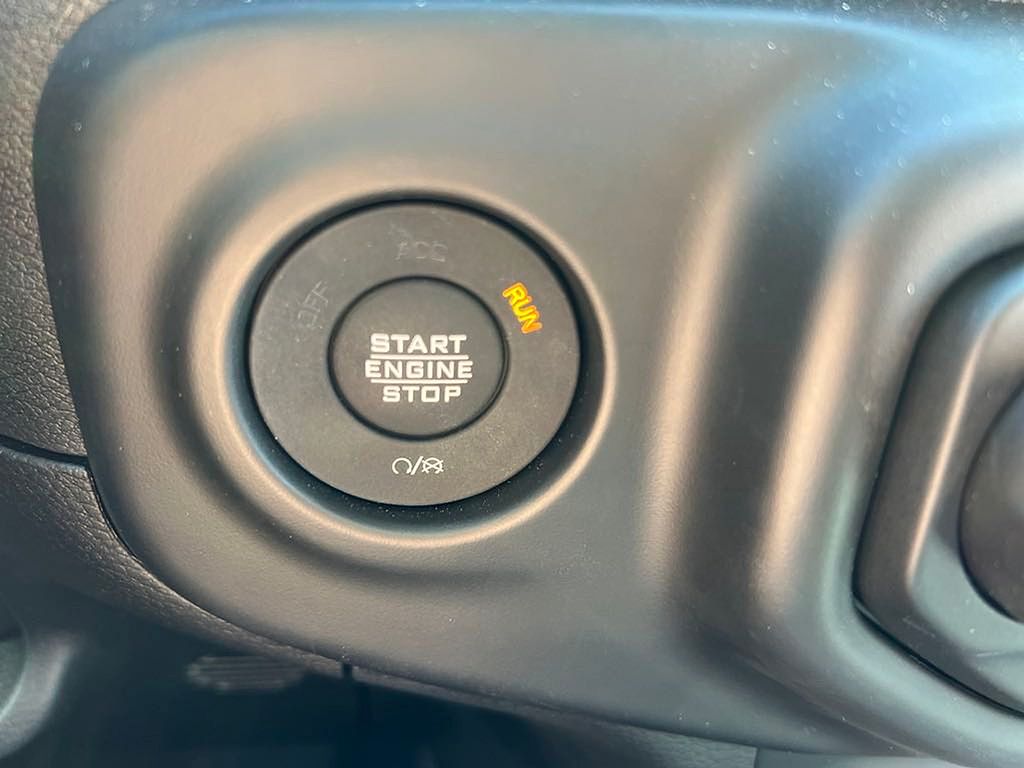 ACC
OFF
RUN
START
ENGINE
STOP